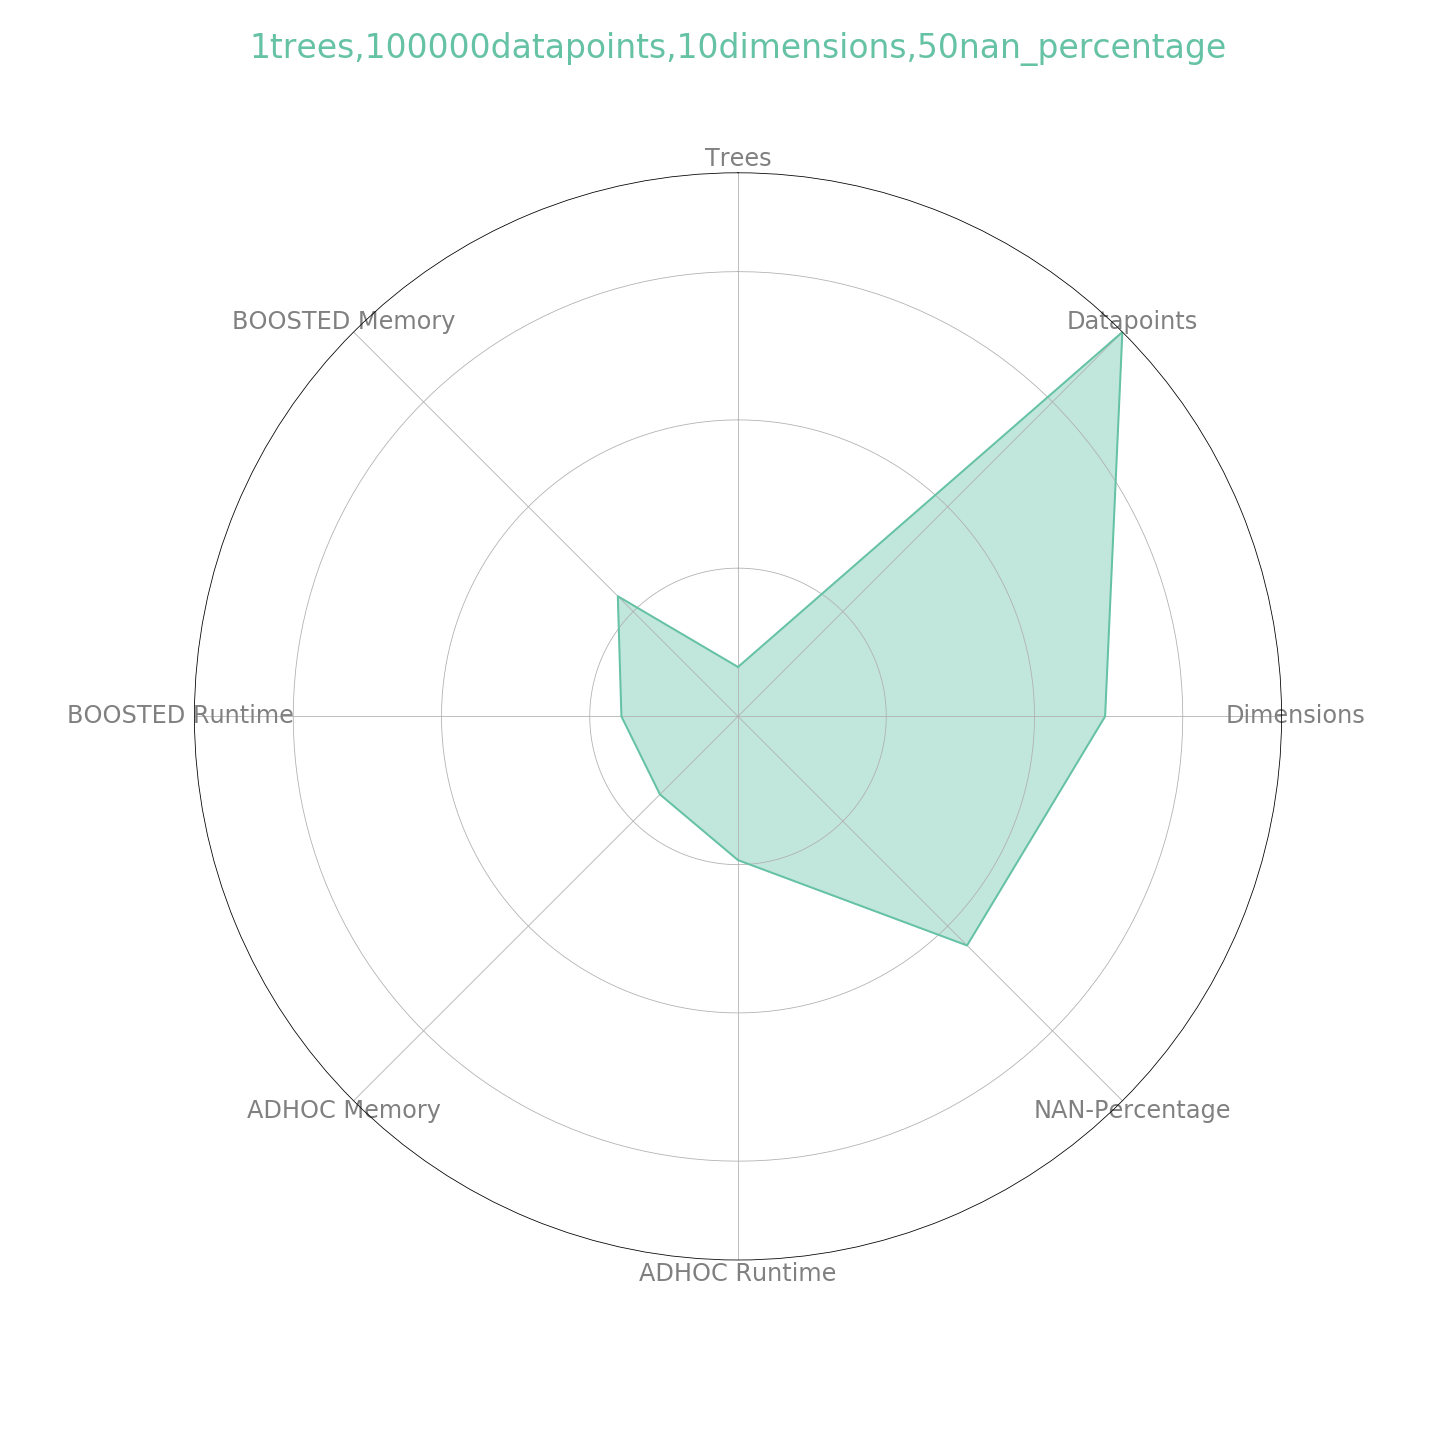 1trees,100000datapoints,10dimensions,50nan_percentage
Trees
BOOSTED Memory
Datapoints
BOOSTED Runtime
Dimensions
ADHOC Memory
NAN-Percentage
ADHOC Runtime